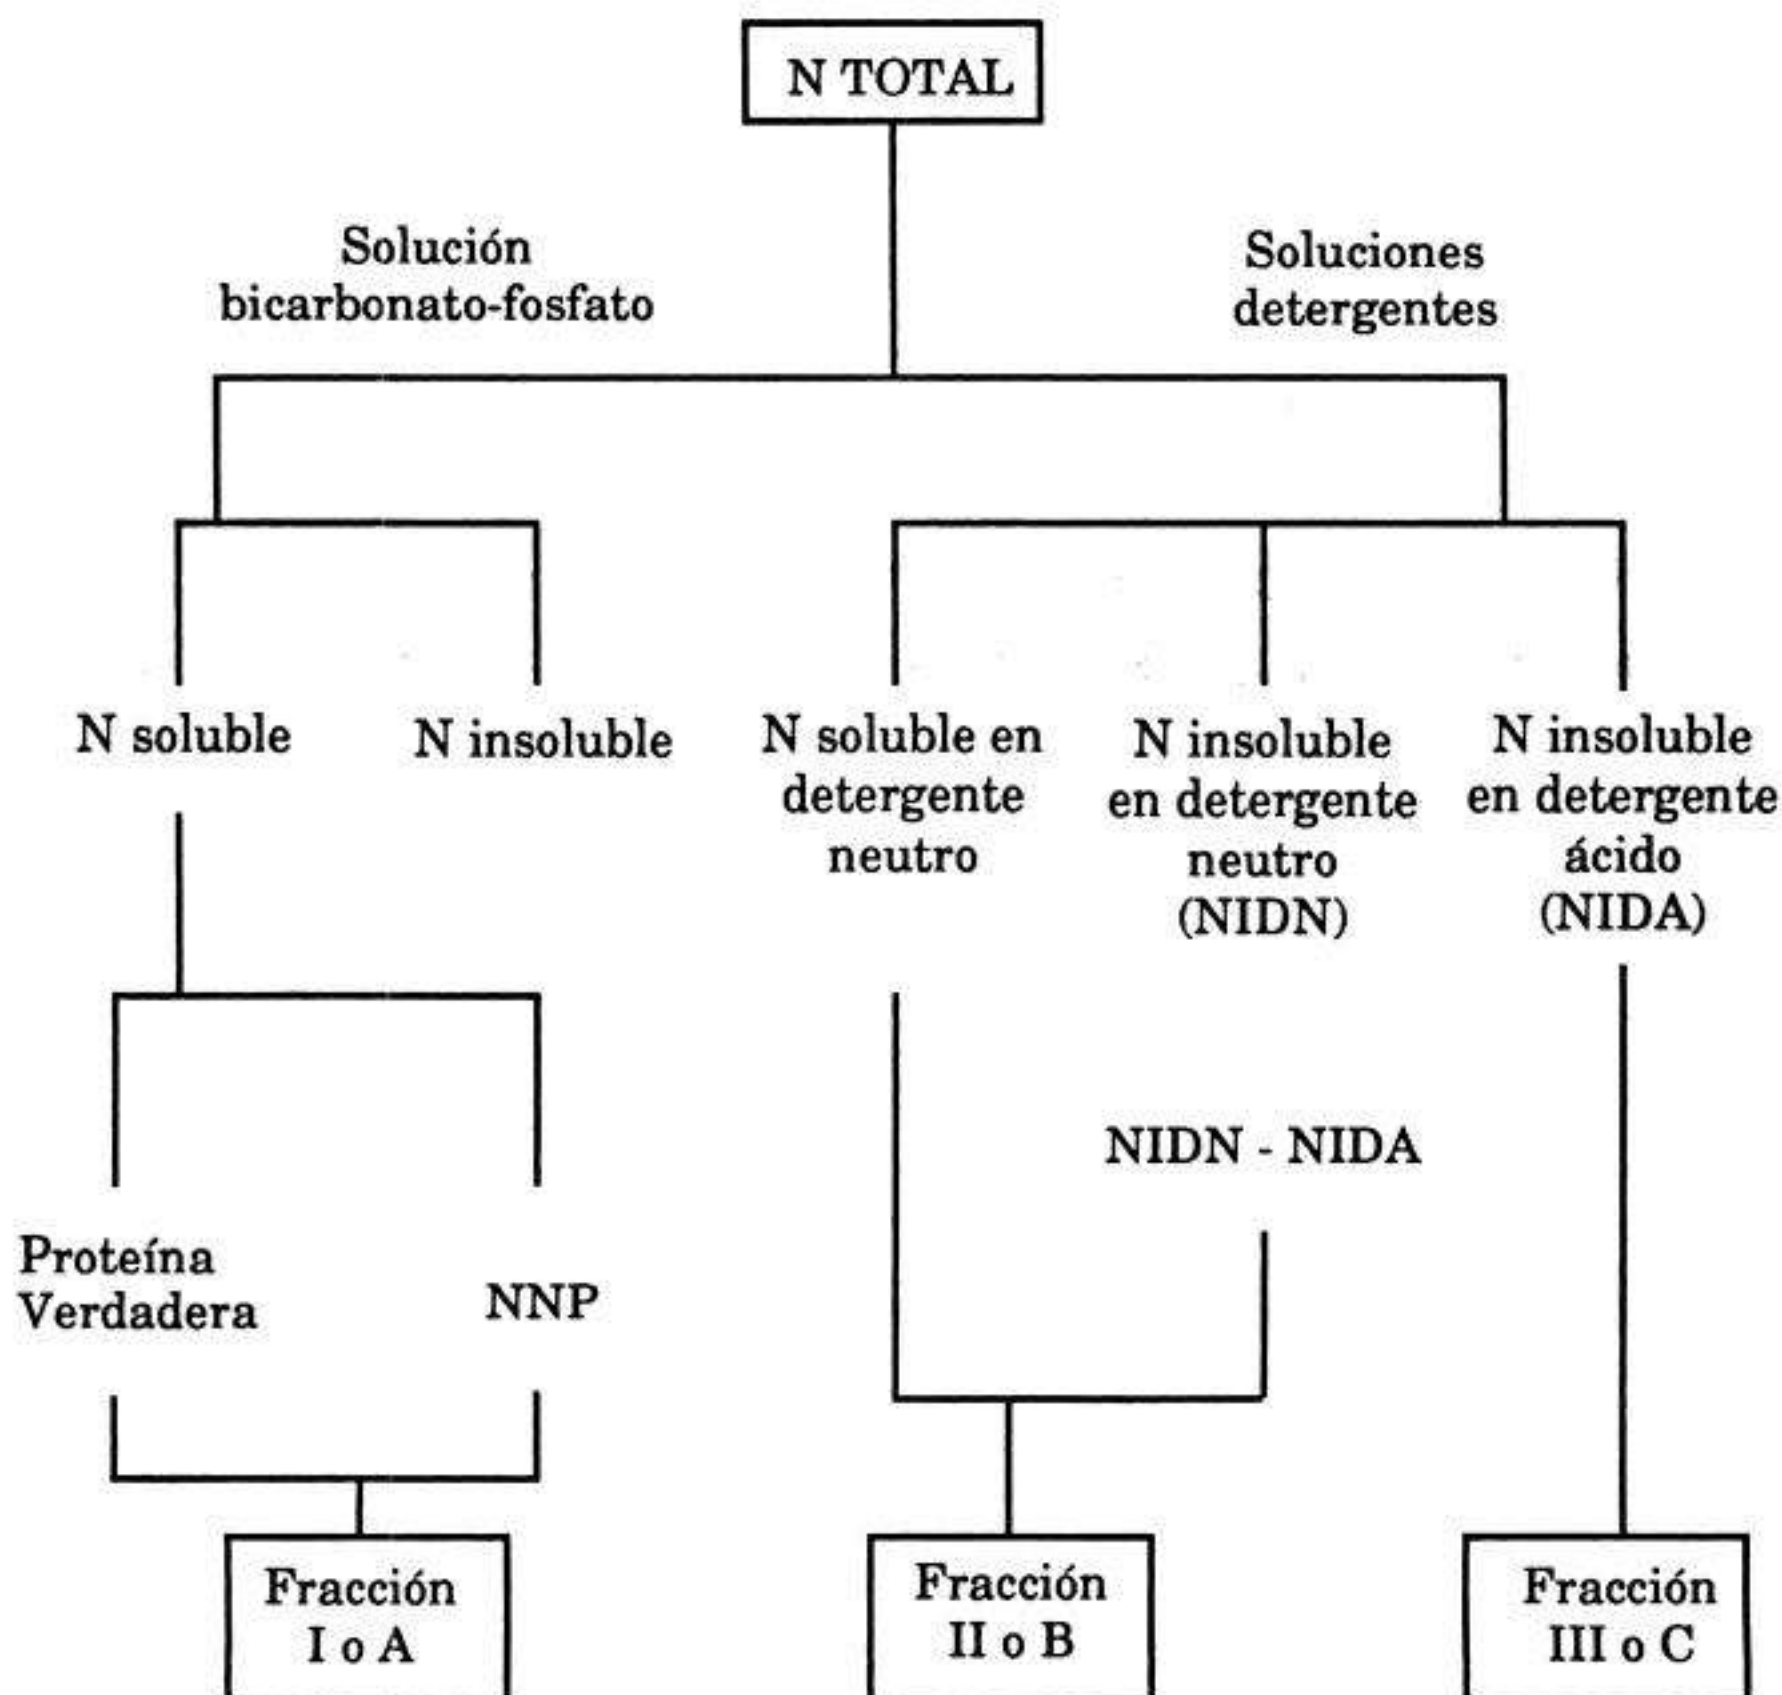 N TOTAL
Solución
bicarbonato-fosfato
Soluciones
detergentes
N soluble
N insoluble
N soluble en
detergente
neutro
N insoluble
en detergente
neutro
(NIDN)
N insoluble
en detergente
ácido
(NIDA)
NIDN - NIDA
Proteína
Verdadera
NNP
Fracción
I o A
Fracción
II o B
Fracción
III o C